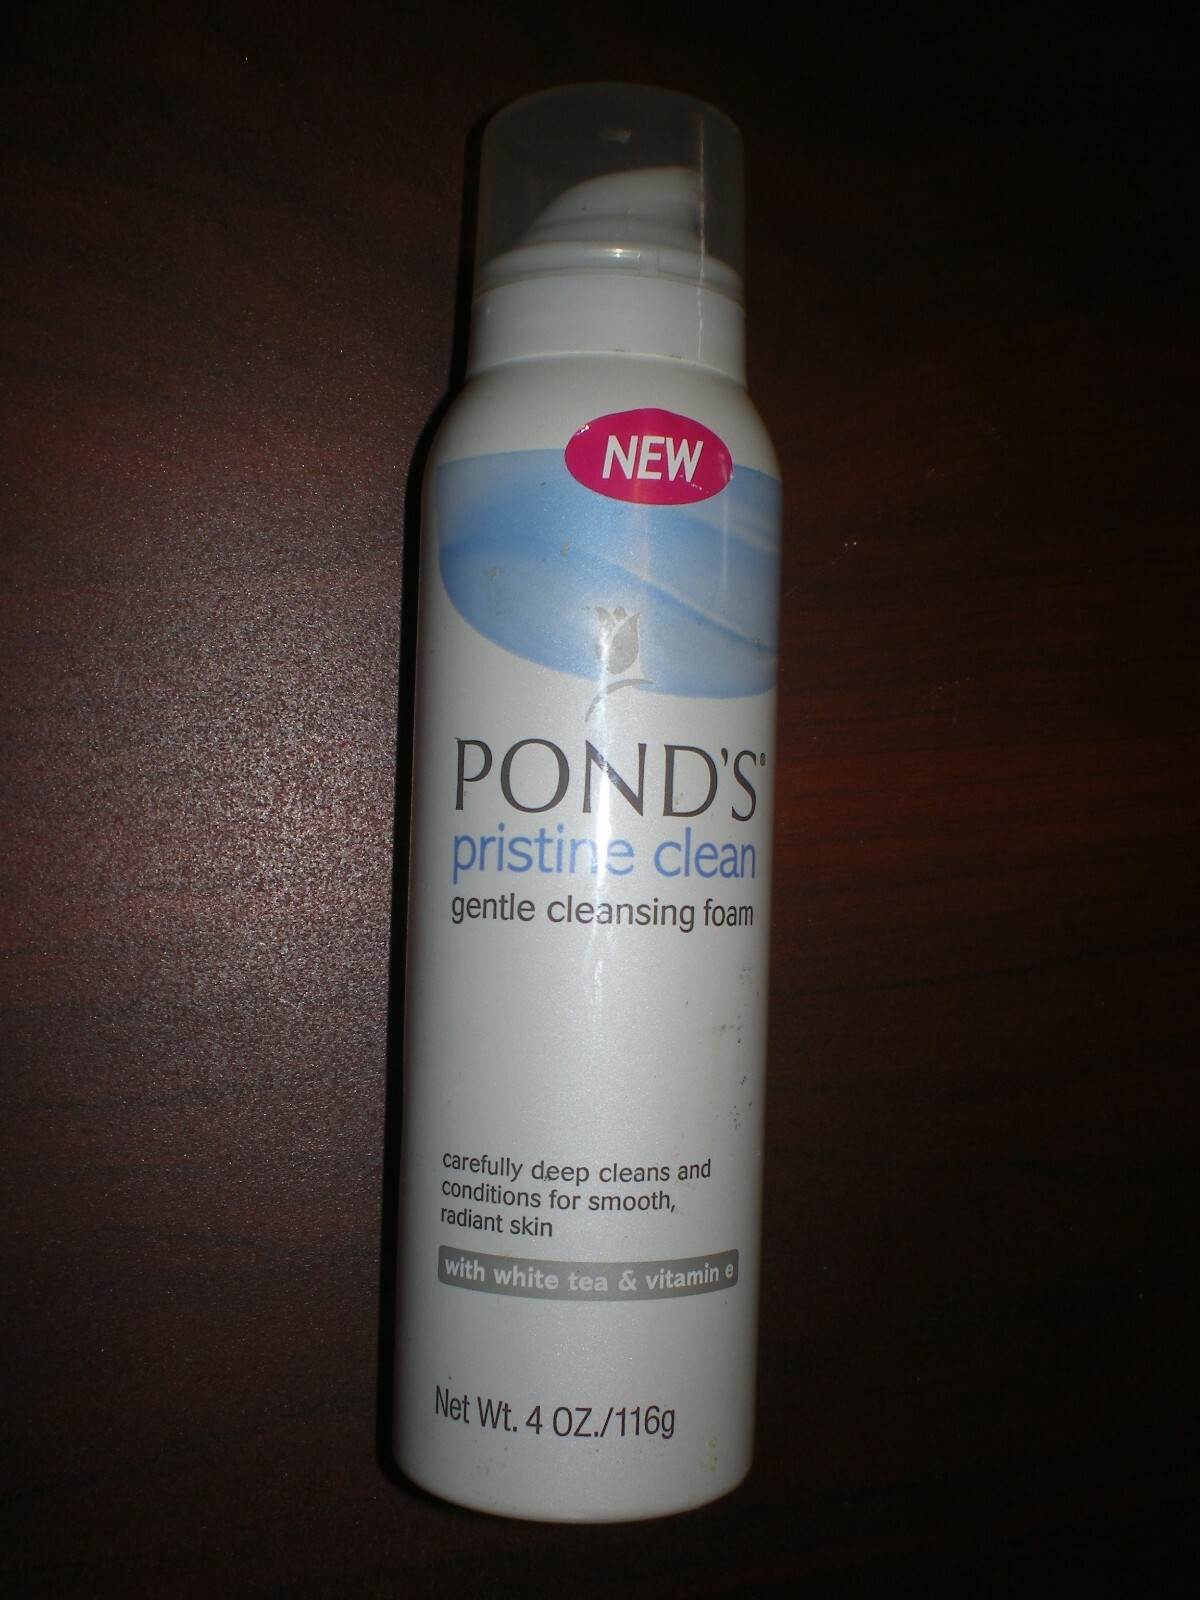 NEW
POND'S®
pristine clean
gentle cleansing foam
carefully deep cleans and
conditions for smooth,
radiant skin
with white tea & vitamin e
Net Wt. 4 OZ./116g